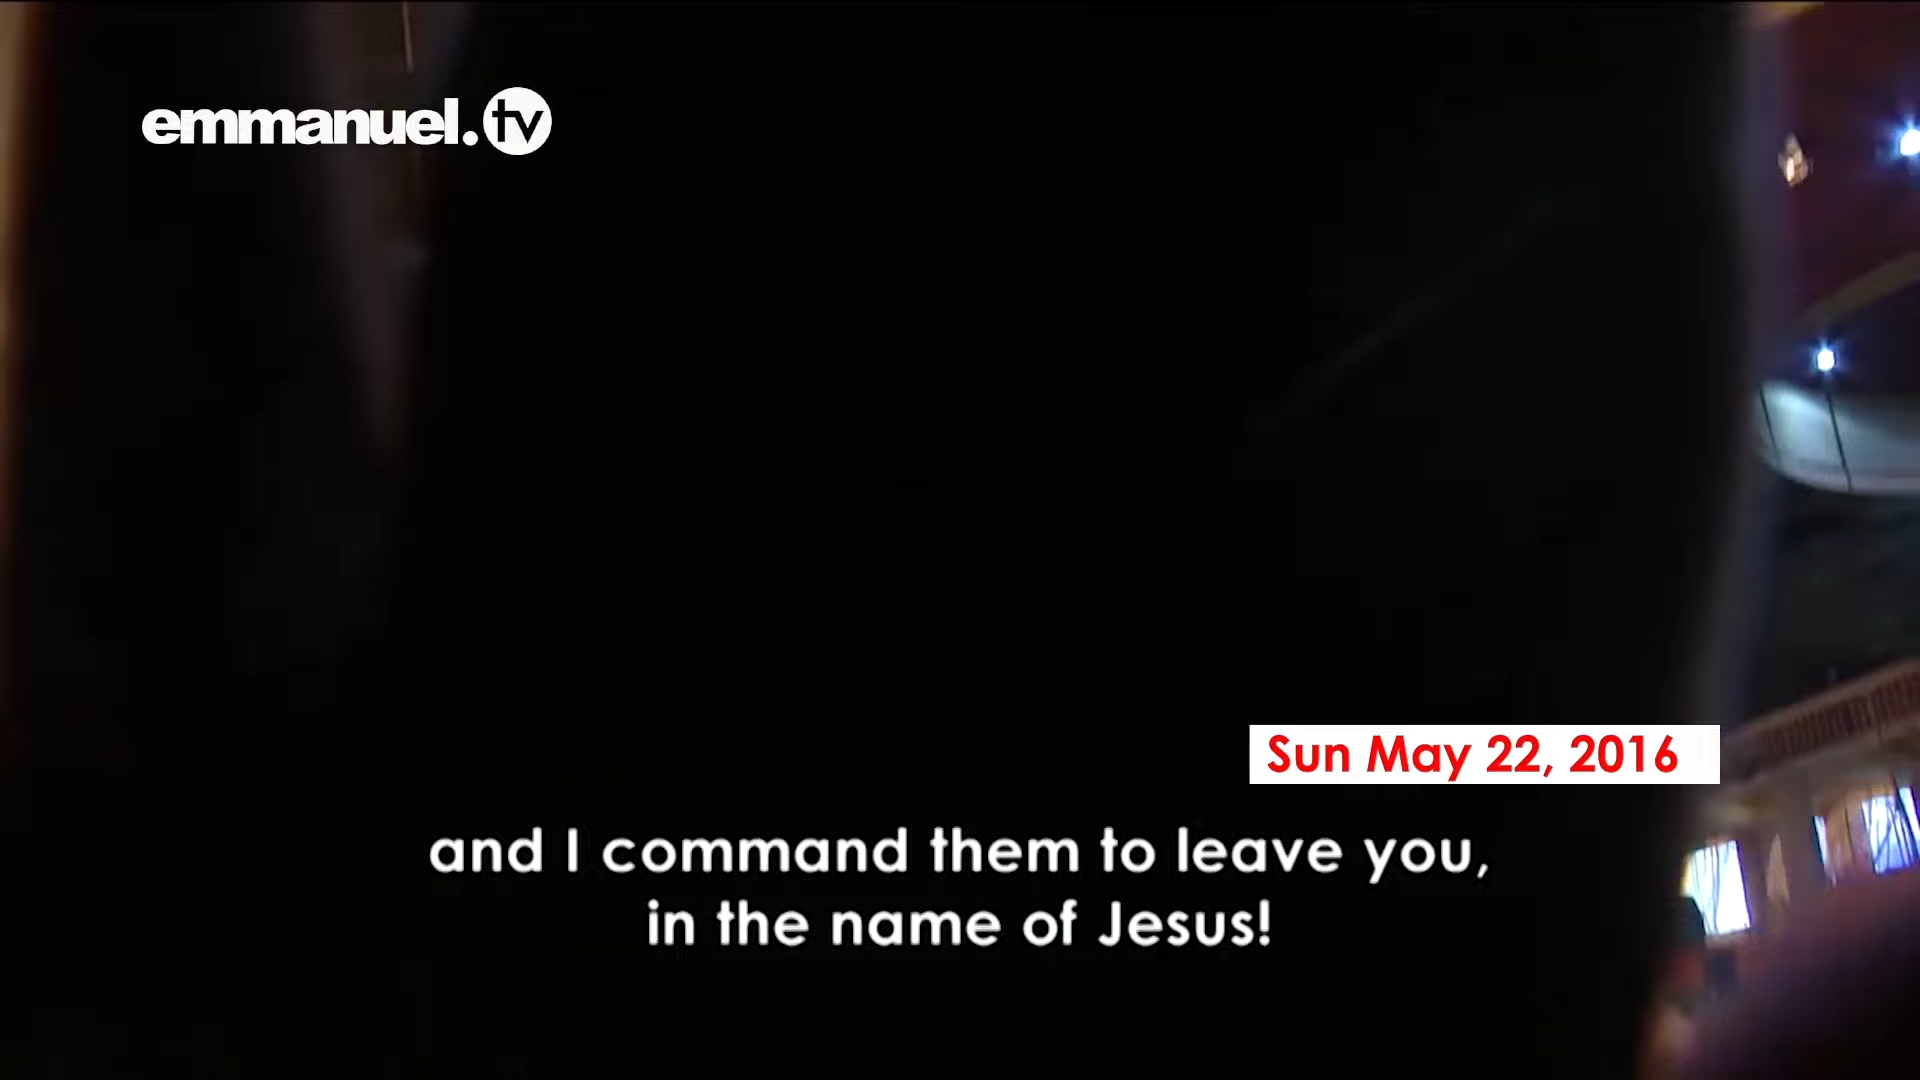 emmanuel.tv
Sun May 22, 2016
and I command them to leave you,
in the name of Jesus!